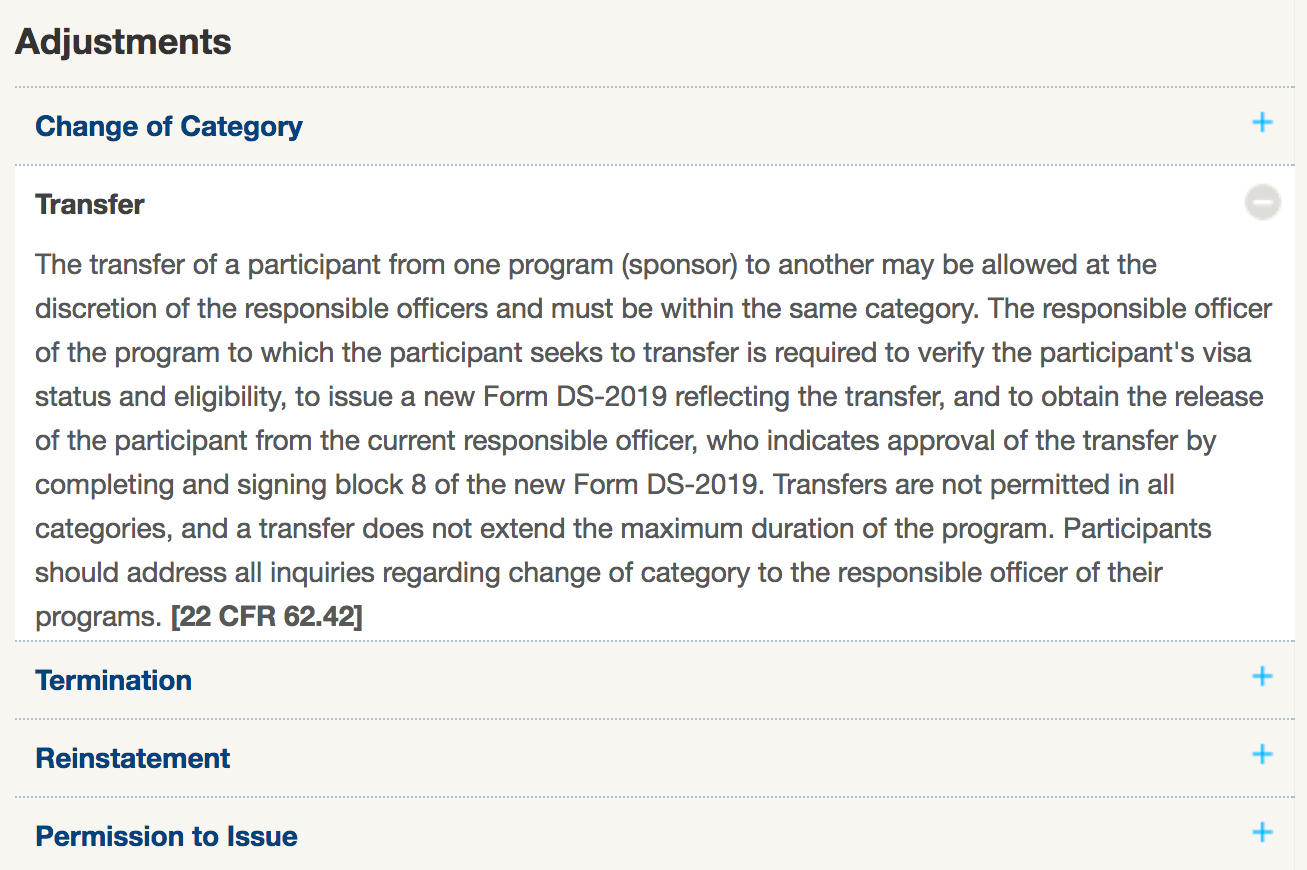 Adjustments
Change of Category
Transfer
The transfer of a participant from one program (sponsor) to another may be allowed at the
discretion of the responsible officers and must be within the same category. The responsible officer
of the program to which the participant seeks to transfer is required to verify the participant's visa
status and eligibility, to issue a new Form DS-2019 reflecting the transfer, and to obtain the release
of the participant from the current responsible officer, who indicates approval of the transfer by
completing and signing block 8 of the new Form DS-2019. Transfers are not permitted in all
categories, and a transfer does not extend the maximum duration of the program. Participants
should address all inquiries regarding change of category to the responsible officer of their
programs. [22 CFR 62.42]
Termination
Reinstatement
Permission to Issue